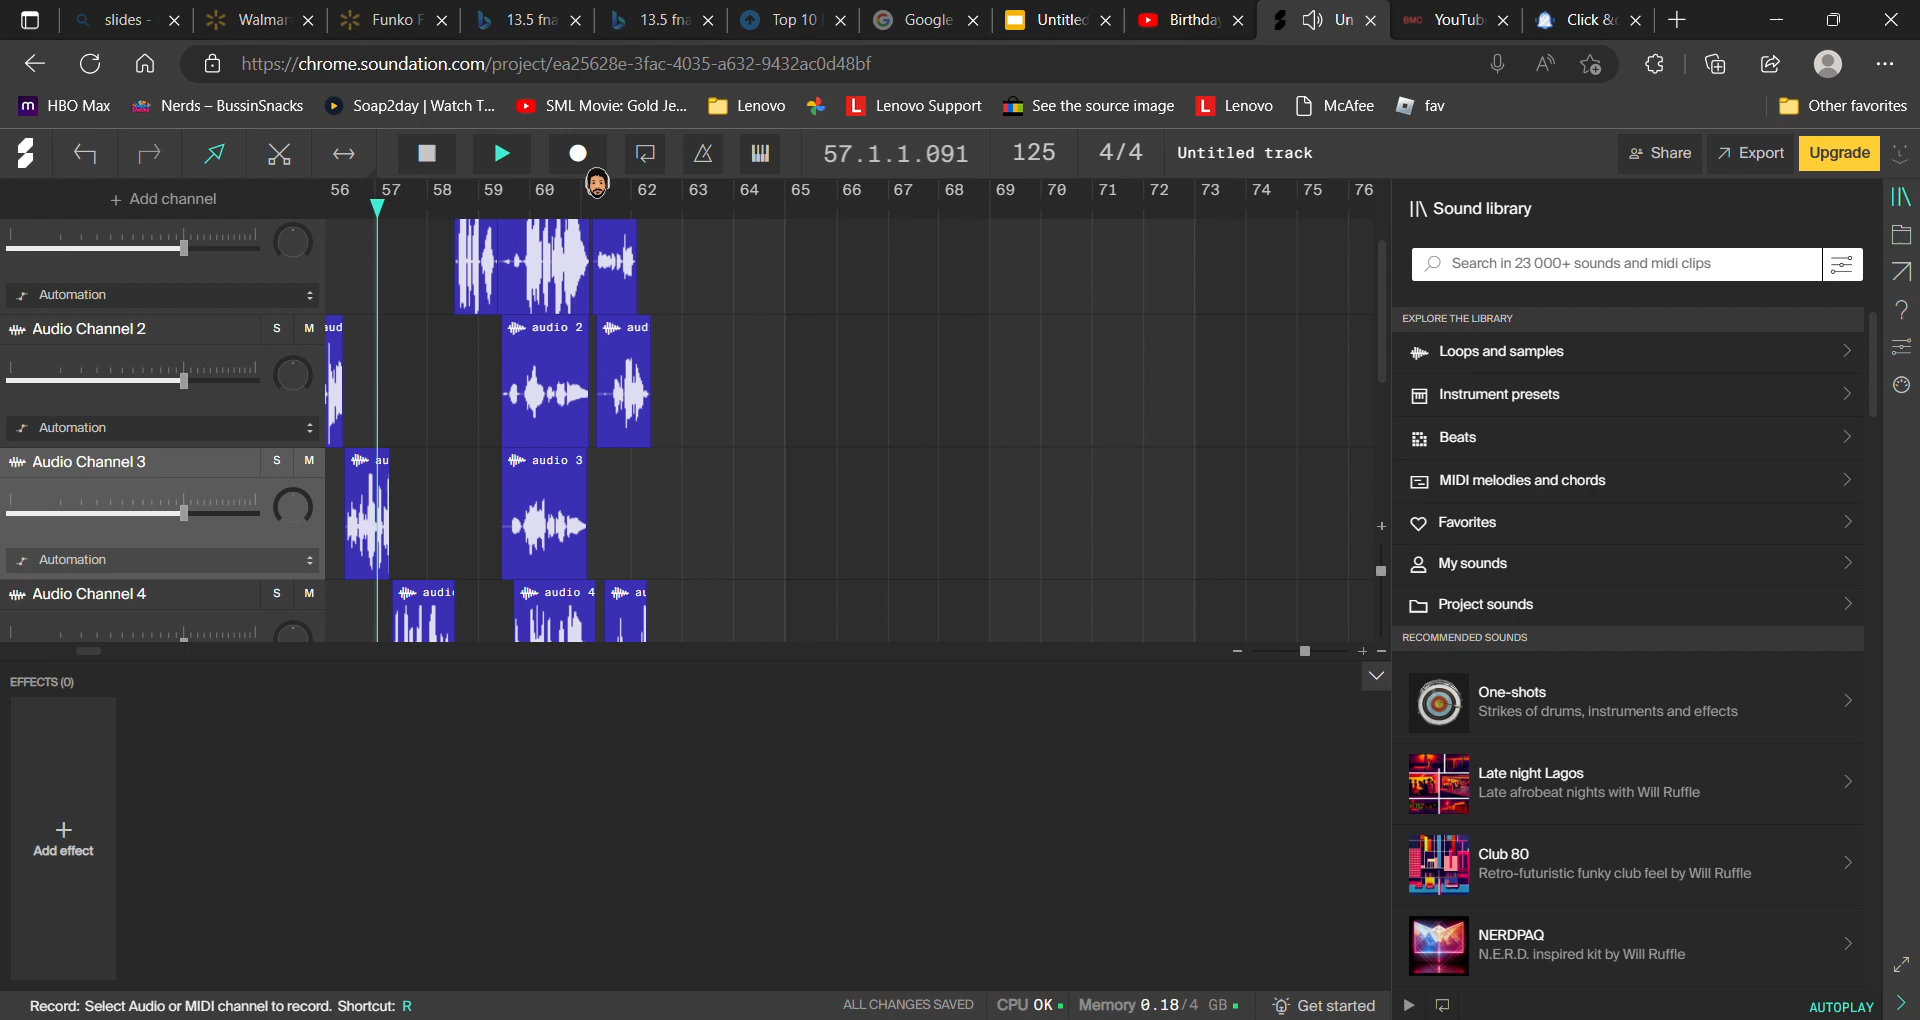 slides -
Walmar
Funko F
13.5 fna
13.5 fna
Top 10
Google
Untitled
Birthda
Un
BMC YouTub
Click &
https://chrome.soundation.com/project/ea25628e-3fac-4035-a632-9432ac0d48bf
m HBO Max
Nerds – BussinSnacks
Soap2day | Watch T...
SML Movie: Gold Je...
Lenovo
L Lenovo Support
See the source image
L Lenovo
McAfee
fav
Other favorites
57.1.1.091
125
4/4
Untitled track
Share
Export
Upgrade
+ Add channel
56 57 58 59 60 62 63 64 65 66 67 68 69 70 71 72 73 74 75 76
Automation
Audio Channel 2 S M
Automation
Audio Channel 3 S M
Automation
Audio Channel 4 S M
aud
audio 2
aud
au
audio 3
audi
audio 4
au
Sound library
Search in 23 000+ sounds and midi clips
EXPLORE THE LIBRARY
Loops and samples
Instrument presets
Beats
MIDI melodies and chords
Favorites
My sounds
Project sounds
RECOMMENDED SOUNDS
One-shots
Strikes of drums, instruments and effects
Late night Lagos
Late afrobeat nights with Will Ruffle
Club 80
Retro-futuristic funky club feel by Will Ruffle
NERDPAQ
N.E.R.D. inspired kit by Will Ruffle
EFFECTS (0)
+
Add effect
Record: Select Audio or MIDI channel to record. Shortcut: R
ALL CHANGES SAVED
CPU OK
Memory 0.18/4 GB
Get started
AUTOPLAY